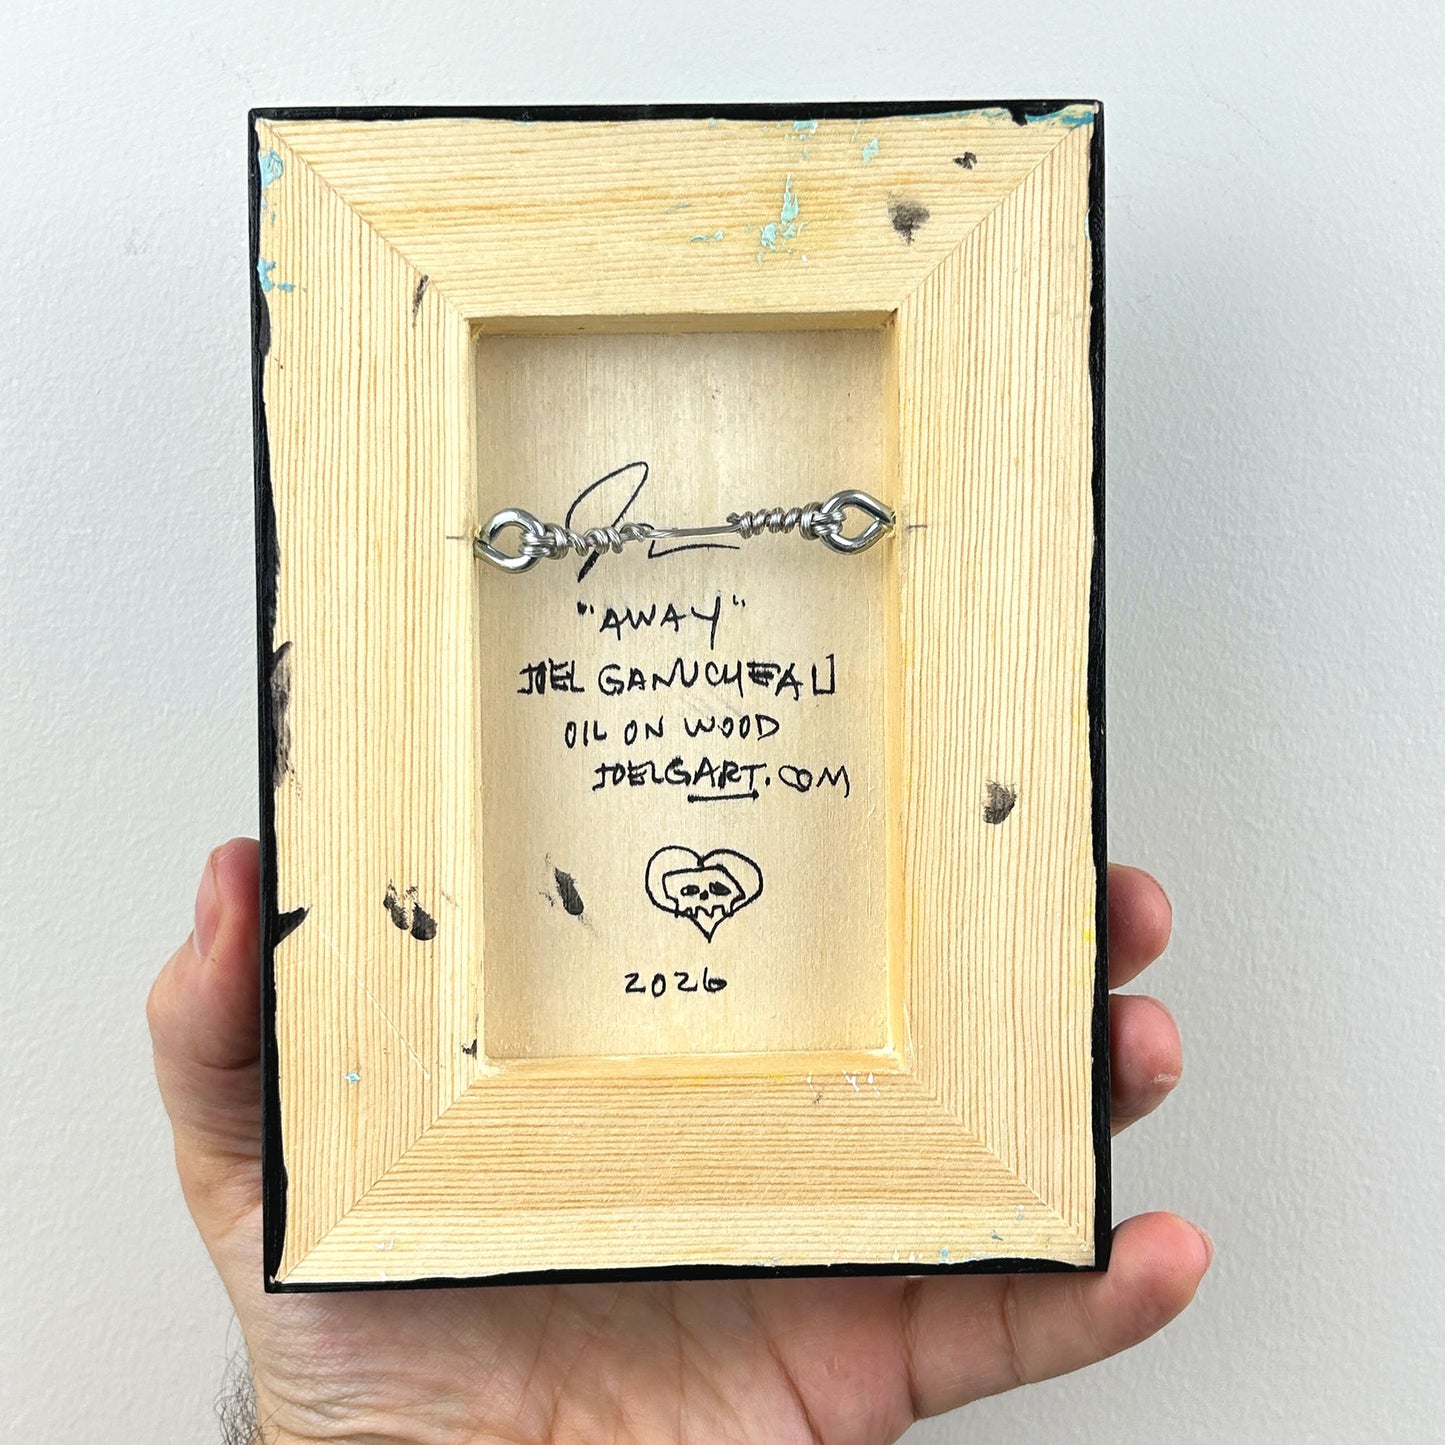 "AWAY"
JOEL GANUCHEAU
OIL ON WOOD
JOELGART.COM
2026